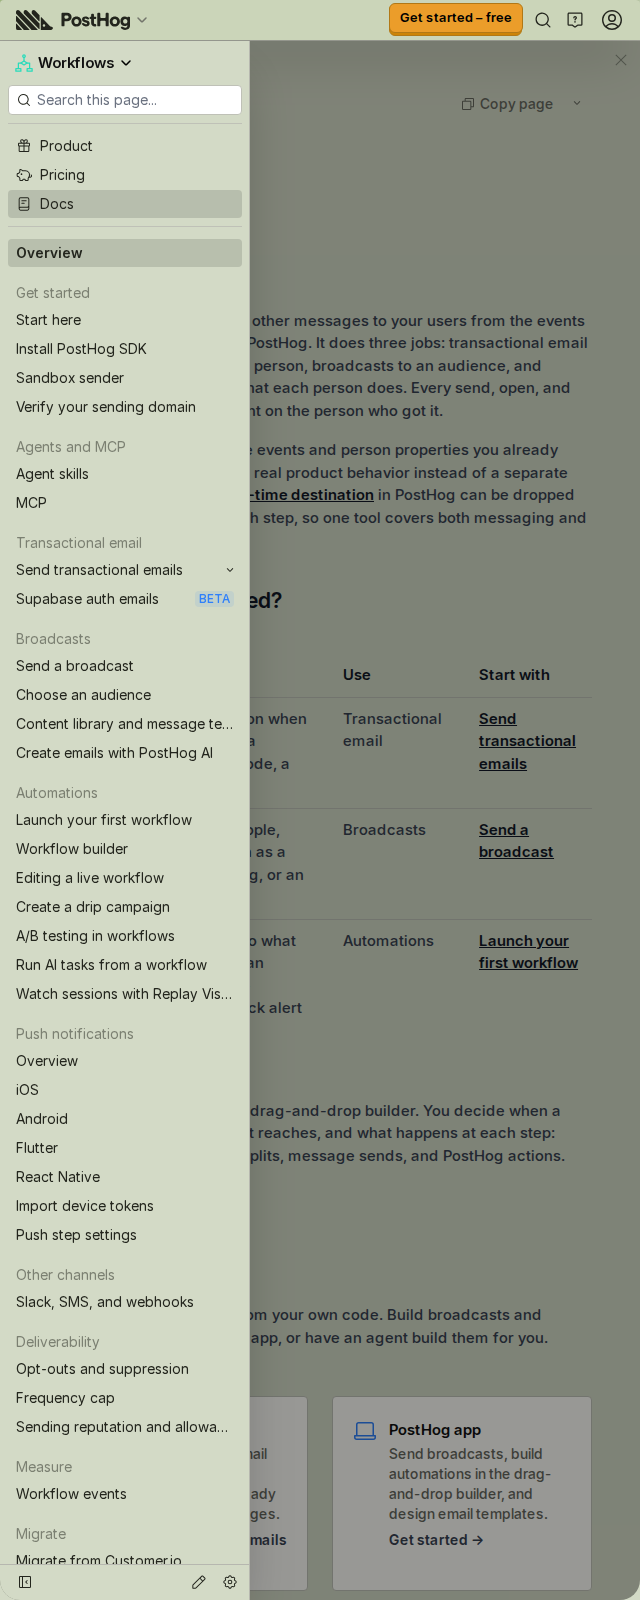 PostHog
Get started – free
Workflows
Search this page...
Product
Pricing
Docs
Overview
Get started
Start here
Install PostHog SDK
Sandbox sender
Verify your sending domain
Agents and MCP
Agent skills
MCP
Transactional email
Send transactional emails
Supabase auth emails BETA
Broadcasts
Send a broadcast
Choose an audience
Content library and message te...
Create emails with PostHog AI
Automations
Launch your first workflow
Workflow builder
Editing a live workflow
Create a drip campaign
A/B testing in workflows
Run AI tasks from a workflow
Watch sessions with Replay Vis...
Push notifications
Overview
iOS
Android
Flutter
React Native
Import device tokens
Push step settings
Other channels
Slack, SMS, and webhooks
Deliverability
Opt-outs and suppression
Frequency cap
Sending reputation and allowa...
Measure
Workflow events
Migrate
Migrate from Customer.io
Copy page
other messages to your users from the events
PostHog. It does three jobs: transactional email
person, broadcasts to an audience, and
each person does. Every send, open, and
on the person who got it.
events and person properties you already
real product behavior instead of a separate
-time destination in PostHog can be dropped
step, so one tool covers both messaging and
Use
Start with
on when
a
a
Transactional
email
Send
transactional
emails
as a
or an
Broadcasts
Send a
broadcast
what
alert
Automations
Launch your
first workflow
drag-and-drop builder. You decide when a
reaches, and what happens at each step:
message sends, and PostHog actions.
your own code. Build broadcasts and
app, or have an agent build them for you.
PostHog app
Send broadcasts, build
automations in the drag-
and-drop builder, and
design email templates.
Get started →